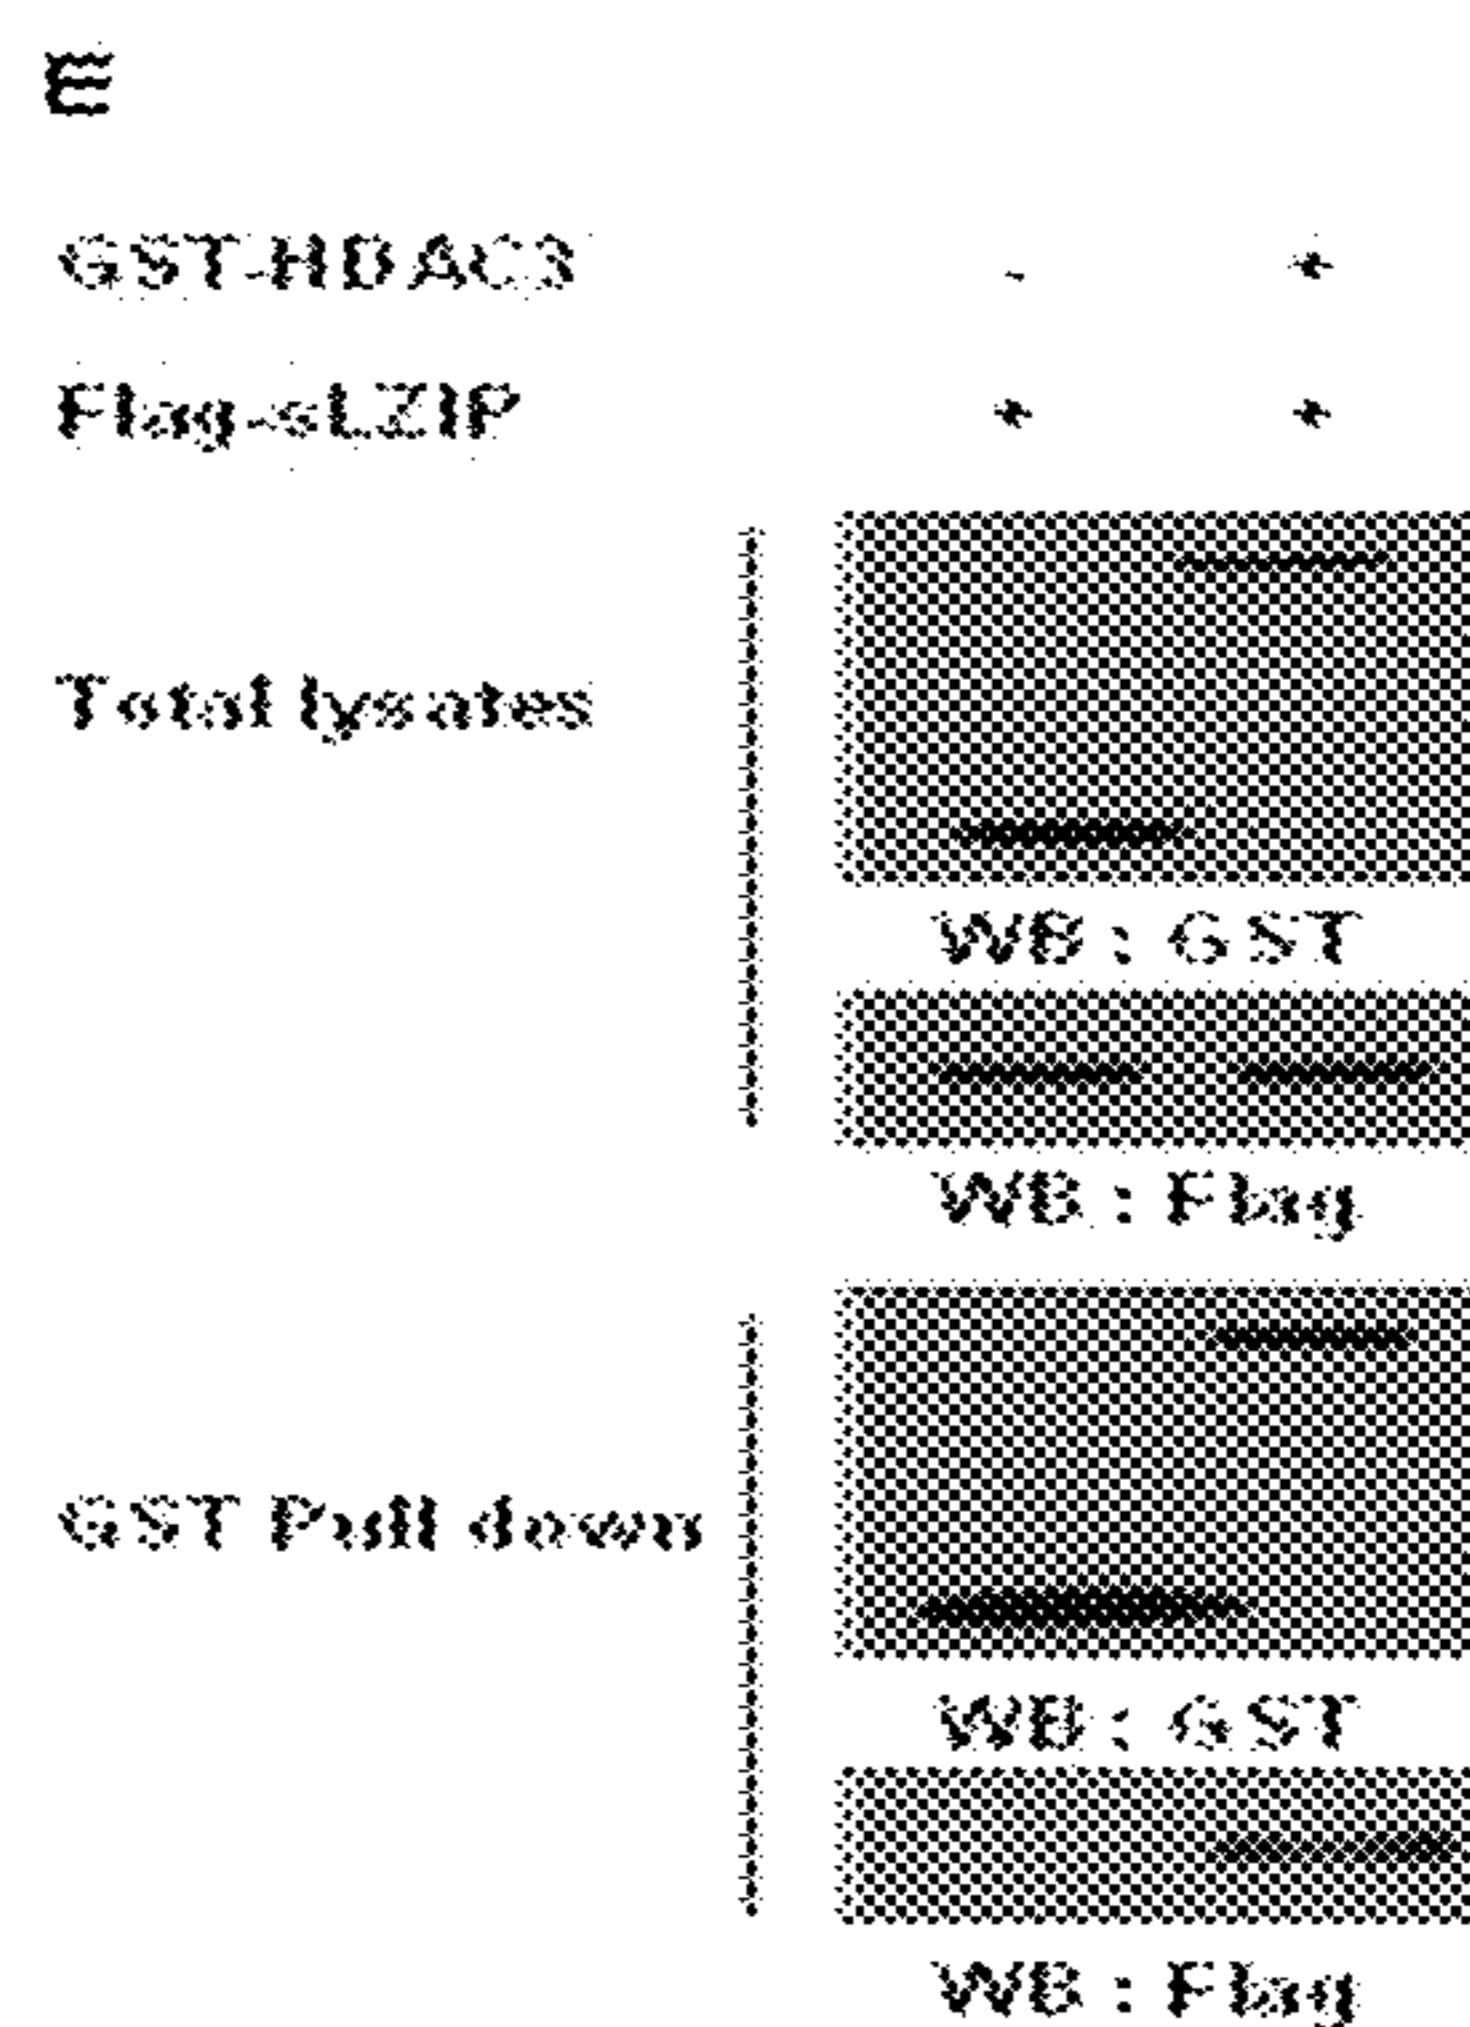 E
GST-HDAC3 - +
Flag-sLZIP + +
Total lysates
WB : GST
WB : Flag
GST Pull down
WB : GST
WB : Flag